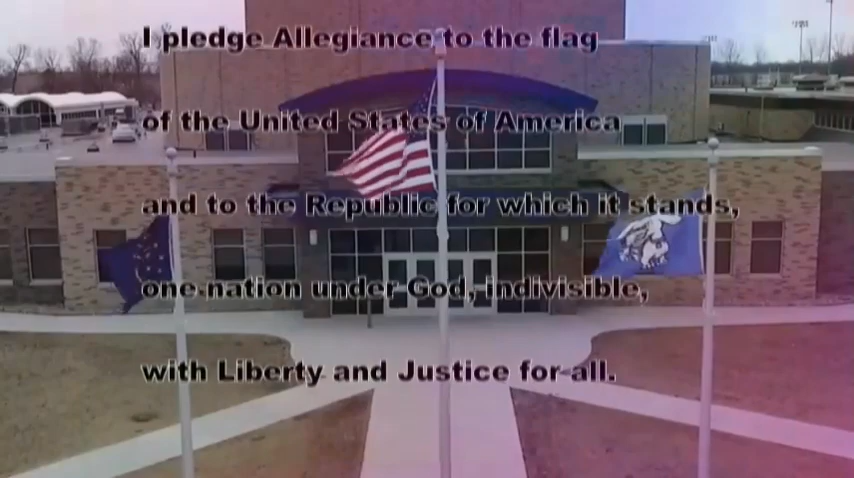 I pledge Allegiance to the flag
of the United States of America
and to the Republic for which it stands,
one nation under God, indivisible,
with Liberty and Justice for all.